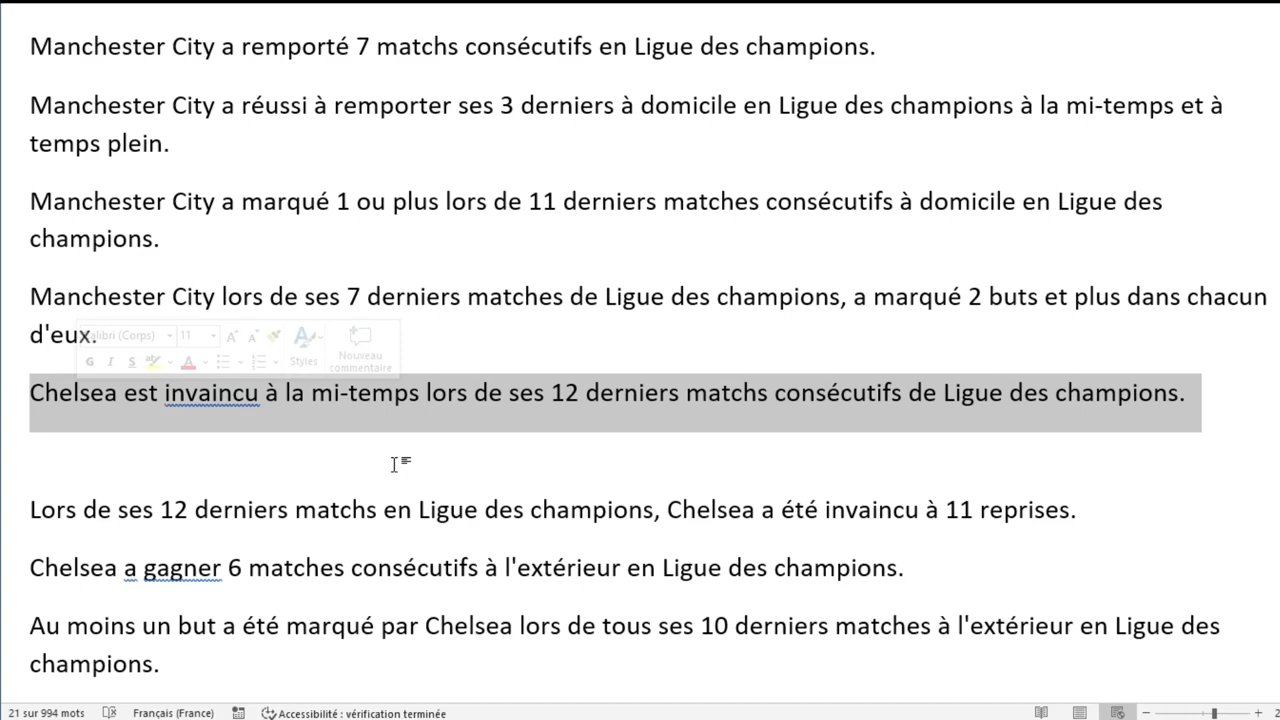 Manchester City a remporté 7 matchs consécutifs en Ligue des champions.
Manchester City a réussi à remporter ses 3 derniers à domicile en Ligue des champions à la mi-temps et à
temps plein.
Manchester City a marqué 1 ou plus lors de 11 derniers matches consécutifs à domicile en Ligue des
champions.
Manchester City lors de ses 7 derniers matches de Ligue des champions, a marqué 2 buts et plus dans chacun
d'eux.
Calibri (Corps) 11
G I S Styles Nouveau
commentaire
Chelsea est invaincu à la mi-temps lors de ses 12 derniers matchs consécutifs de Ligue des champions.
Lors de ses 12 derniers matchs en Ligue des champions, Chelsea a été invaincu à 11 reprises.
Chelsea a gagner 6 matches consécutifs à l'extérieur en Ligue des champions.
Au moins un but a été marqué par Chelsea lors de tous ses 10 derniers matches à l'extérieur en Ligue des
champions.
21 sur 994 mots Français (France) Accessibilité : vérification terminée